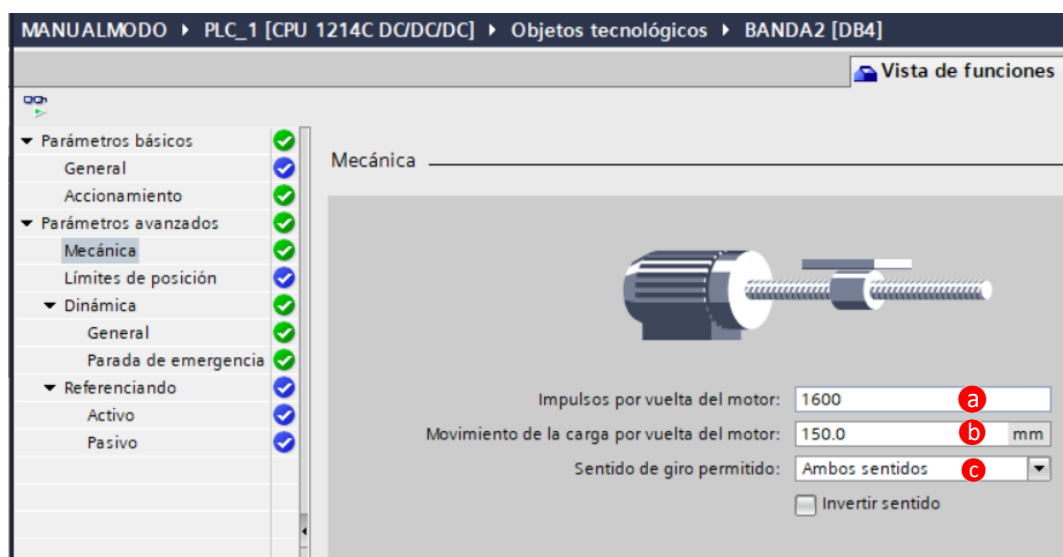 MANUALMODO ▸ PLC_1 [CPU 1214C DC/DC/DC] ▸ Objetos tecnológicos ▸ BANDA2 [DB4]
Vista de funciones
Parámetros básicos
General
Accionamiento
Parámetros avanzados
Mecánica
Límites de posición
Dinámica
General
Parada de emergencia
Referenciando
Activo
Pasivo
Mecánica
Impulsos por vuelta del motor: 1600 a
Movimiento de la carga por vuelta del motor: 150.0 b mm
Sentido de giro permitido: Ambos sentidos c
Invertir sentido